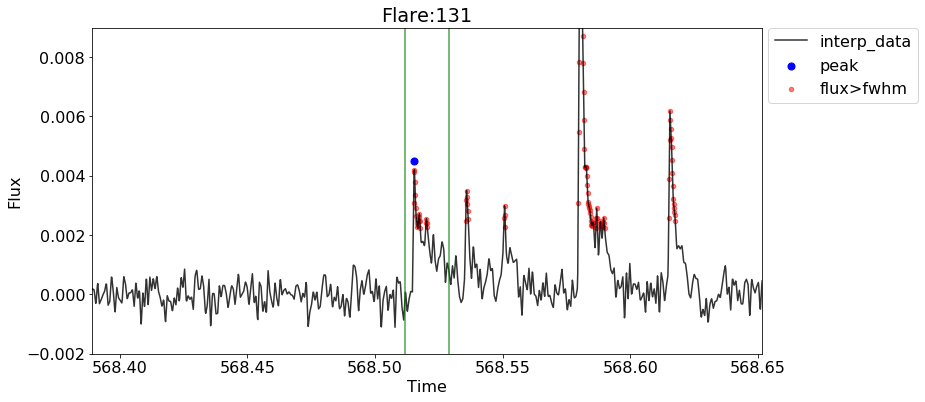 Flare:131
interp_data
peak
flux>fwhm
Flux
0.008
0.006
0.004
0.002
0.000
−0.002
568.40
568.45
568.50
568.55
568.60
568.65
Time